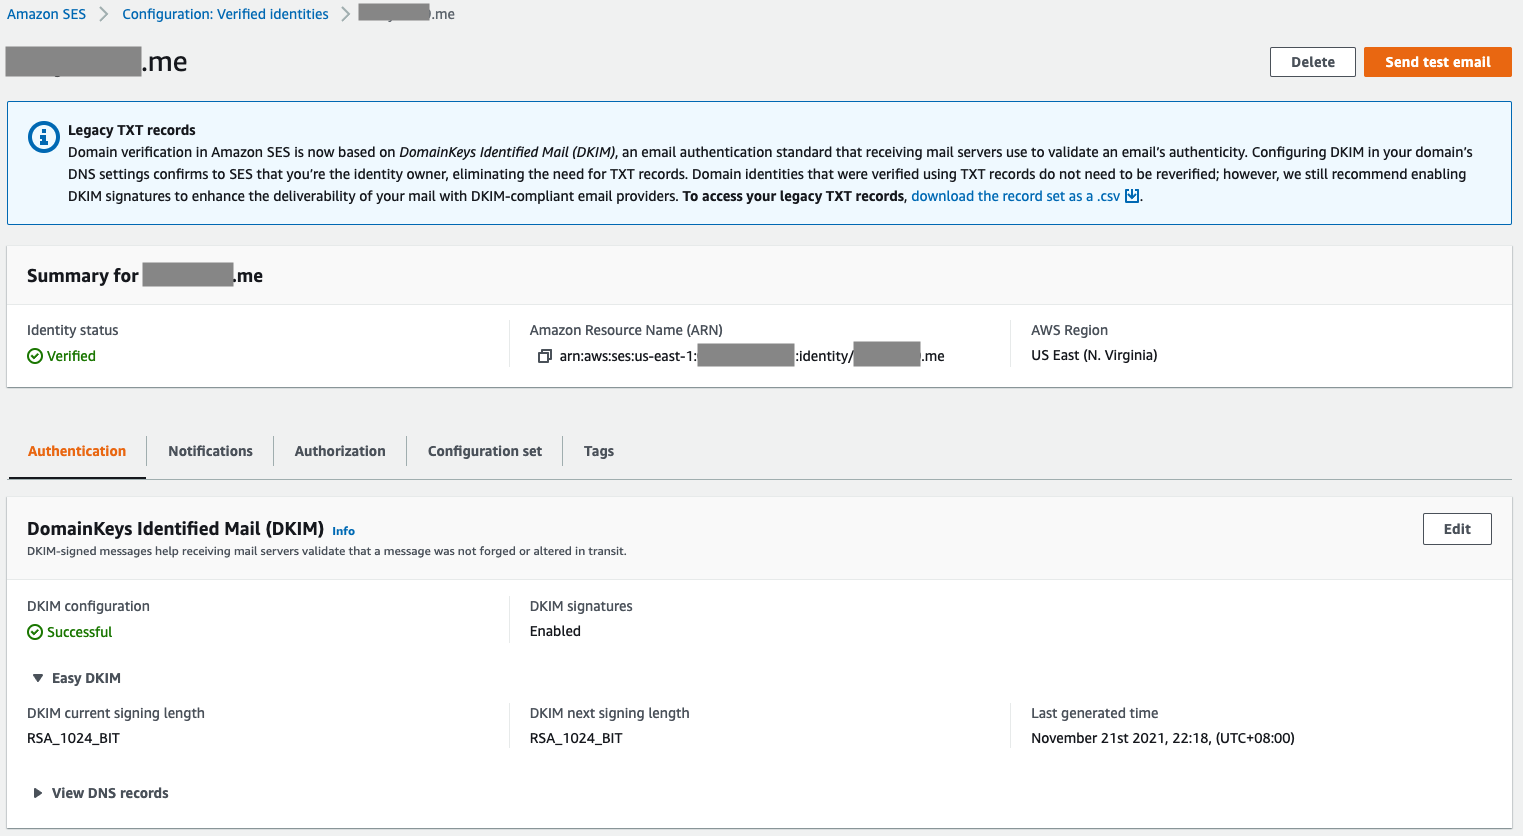 Amazon SES > Configuration: Verified identities > .me
.me
Delete Send test email
Legacy TXT records
Domain verification in Amazon SES is now based on DomainKeys Identified Mail (DKIM), an email authentication standard that receiving mail servers use to validate an email's authenticity. Configuring DKIM in your domain's
DNS settings confirms to SES that you're the identity owner, eliminating the need for TXT records. Domain identities that were verified using TXT records do not need to be reverified; however, we still recommend enabling
DKIM signatures to enhance the deliverability of your mail with DKIM-compliant email providers. To access your legacy TXT records, download the record set as a .csv .
Summary for .me
Identity status Amazon Resource Name (ARN) AWS Region
Verified arn:aws:ses:us-east-1: :identity/ .me US East (N. Virginia)
Authentication Notifications Authorization Configuration set Tags
DomainKeys Identified Mail (DKIM) Info
Edit
DKIM-signed messages help receiving mail servers validate that a message was not forged or altered in transit.
DKIM configuration DKIM signatures
Successful Enabled
Easy DKIM
DKIM current signing length DKIM next signing length Last generated time
RSA_1024_BIT RSA_1024_BIT November 21st 2021, 22:18, (UTC+08:00)
View DNS records